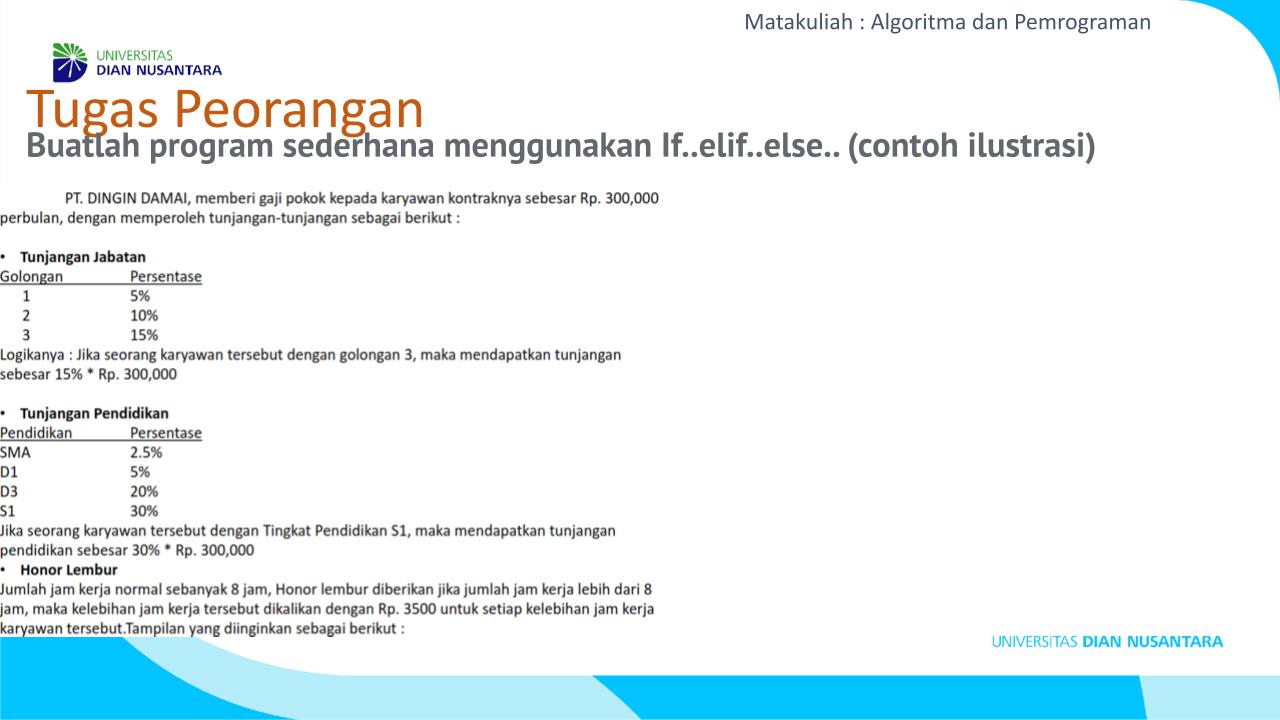 Matakuliah : Algoritma dan Pemrograman
UNIVERSITAS
DIAN NUSANTARA
Tugas Peorangan
Buatlah program sederhana menggunakan If..elif..else.. (contoh ilustrasi)
PT. DINGIN DAMAI, memberi gaji pokok kepada karyawan kontraknya sebesar Rp. 300,000
perbulan, dengan memperoleh tunjangan-tunjangan sebagai berikut :
• Tunjangan Jabatan
Golongan Persentase
1 5%
2 10%
3 15%
Logikanya : Jika seorang karyawan tersebut dengan golongan 3, maka mendapatkan tunjangan
sebesar 15% * Rp. 300,000
• Tunjangan Pendidikan
Pendidikan Persentase
SMA 2.5%
D1 5%
D3 20%
S1 30%
Jika seorang karyawan tersebut dengan Tingkat Pendidikan S1, maka mendapatkan tunjangan
pendidikan sebesar 30% * Rp. 300,000
• Honor Lembur
Jumlah jam kerja normal sebanyak 8 jam, Honor lembur diberikan jika jumlah jam kerja lebih dari 8
jam, maka kelebihan jam kerja tersebut dikalikan dengan Rp. 3500 untuk setiap kelebihan jam kerja
karyawan tersebut.Tampilan yang diinginkan sebagai berikut :
UNIVERSITAS DIAN NUSANTARA